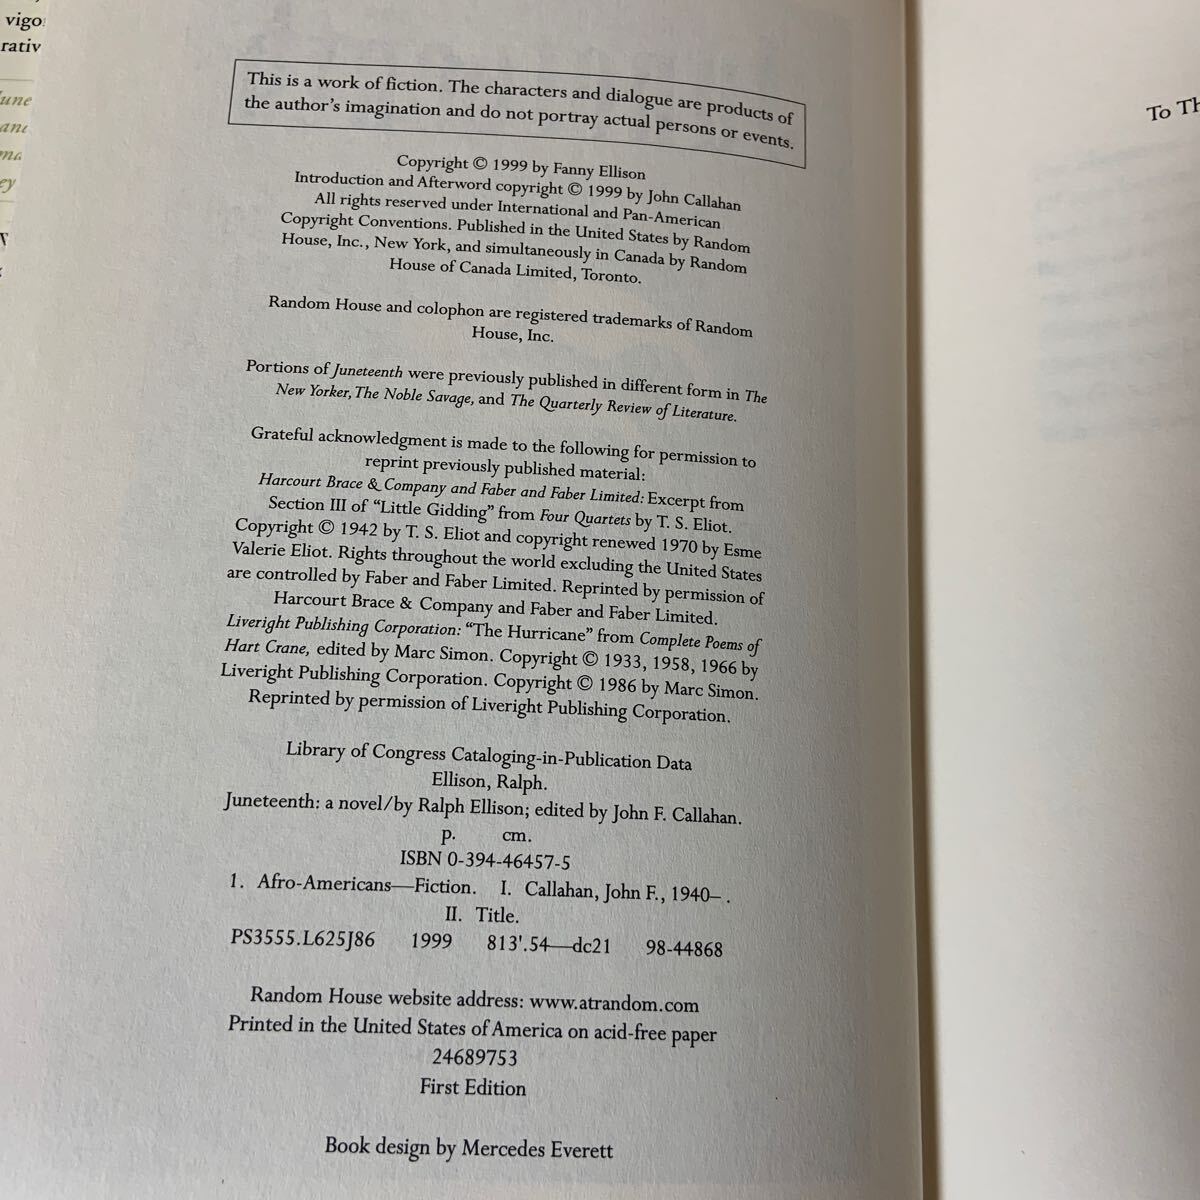 vigo
rativ
June
and
ey
This is a work of fiction. The characters and dialogue are products of
the author's imagination and do not portray actual persons or events.
Copyright © 1999 by Fanny Ellison
Introduction and Afterword copyright © 1999 by John Callahan
All rights reserved under International and Pan-American
Copyright Conventions. Published in the United States by Random
House, Inc., New York, and simultaneously in Canada by Random
House of Canada Limited, Toronto.
Random House and colophon are registered trademarks of Random
House, Inc.
Portions of Juneteenth were previously published in different form in The
New Yorker, The Noble Savage, and The Quarterly Review of Literature.
Grateful acknowledgment is made to the following for permission to
reprint previously published material:
Harcourt Brace & Company and Faber and Faber Limited: Excerpt from
Section III of "Little Gidding" from Four Quartets by T. S. Eliot.
Copyright © 1942 by T. S. Eliot and copyright renewed 1970 by Esme
Valerie Eliot. Rights throughout the world excluding the United States
are controlled by Faber and Faber Limited. Reprinted by permission of
Harcourt Brace & Company and Faber and Faber Limited.
Liveright Publishing Corporation: "The Hurricane" from Complete Poems of
Hart Crane, edited by Marc Simon. Copyright © 1933, 1958, 1966 by
Liveright Publishing Corporation. Copyright © 1986 by Marc Simon.
Reprinted by permission of Liveright Publishing Corporation.
Library of Congress Cataloging-in-Publication Data
Ellison, Ralph.
Juneteenth: a novel/by Ralph Ellison; edited by John F. Callahan.
p. cm.
ISBN 0-394-46457-5
1. Afro-Americans—Fiction. I. Callahan, John F., 1940– .
II. Title.
PS3555.L625J86 1999 813'.54—dc21 98-44868
Random House website address: www.atrandom.com
Printed in the United States of America on acid-free paper
24689753
First Edition
Book design by Mercedes Everett
To Th